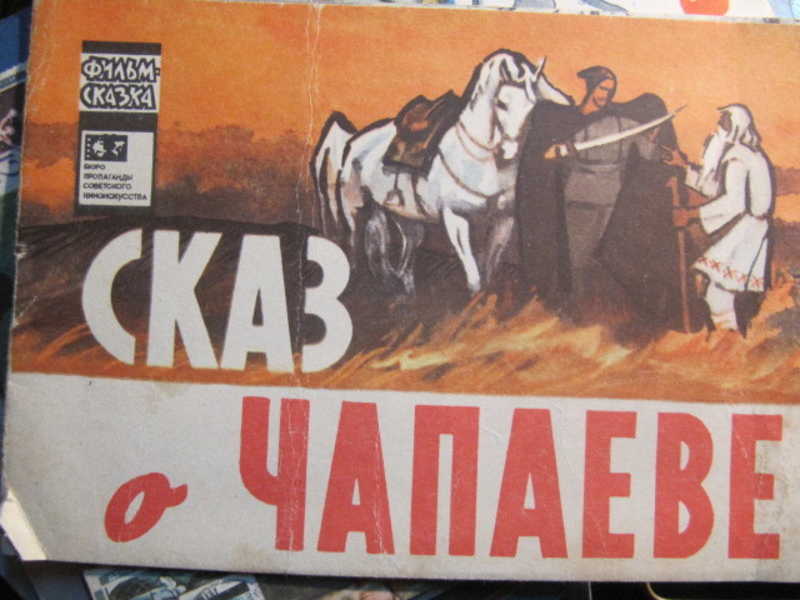 ФИЛЬМ-
СКАЗКА
БЮРО
ПРОПАГАНДЫ
СОВЕТСКОГО
КИНОИСКУССТВА
СКАЗ
о ЧАПАЕВЕ